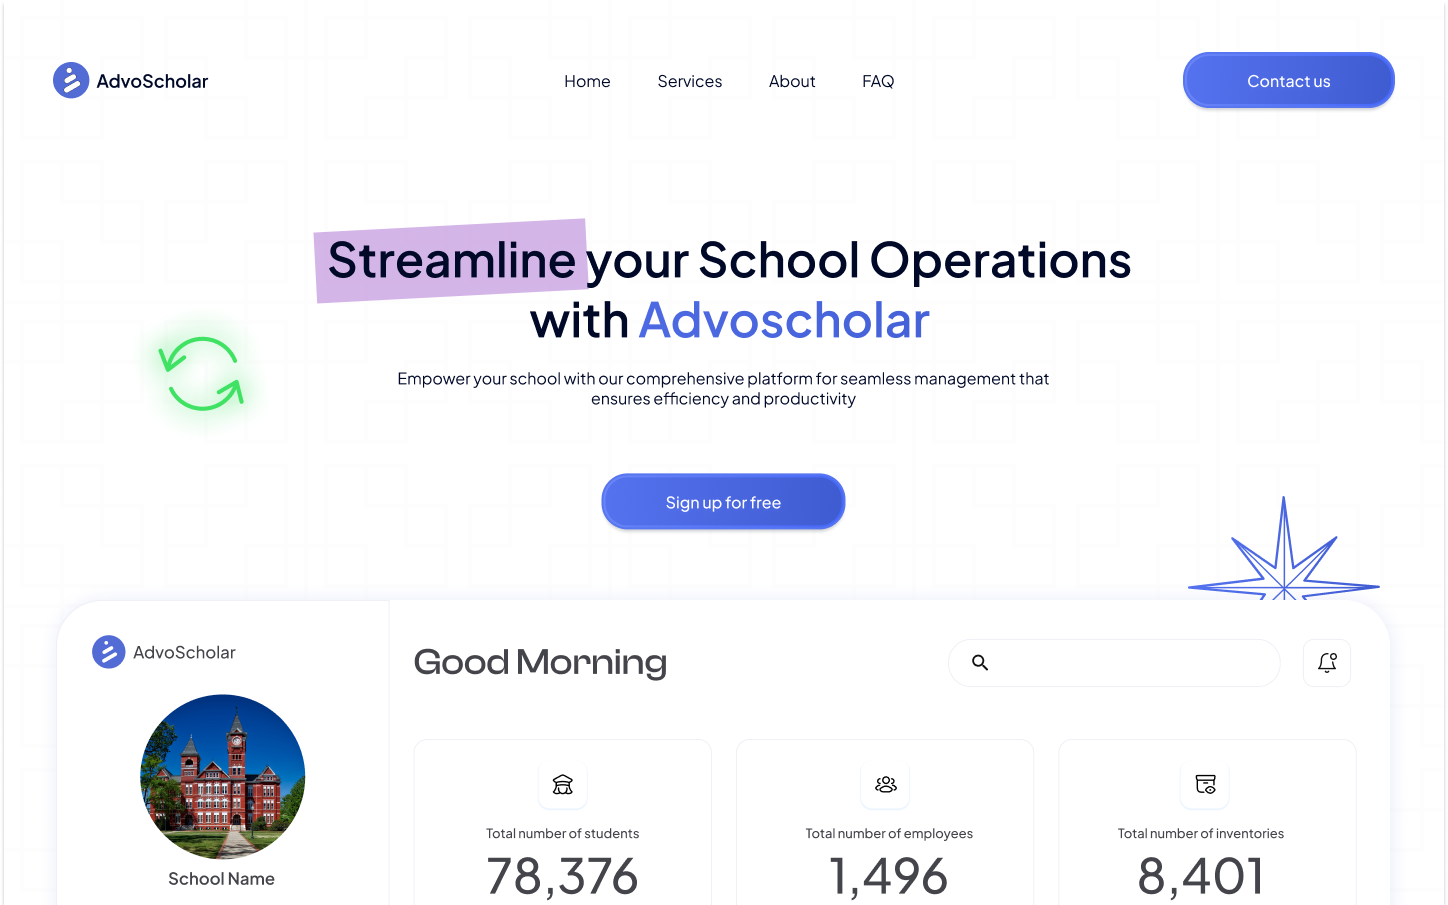 AdvoScholar
Home Services About FAQ
Contact us
Streamline your School Operations
with Advoscholar
Empower your school with our comprehensive platform for seamless management that
ensures efficiency and productivity
Sign up for free
AdvoScholar
School Name
Good Morning
Total number of students
78,376
Total number of employees
1,496
Total number of inventories
8,401